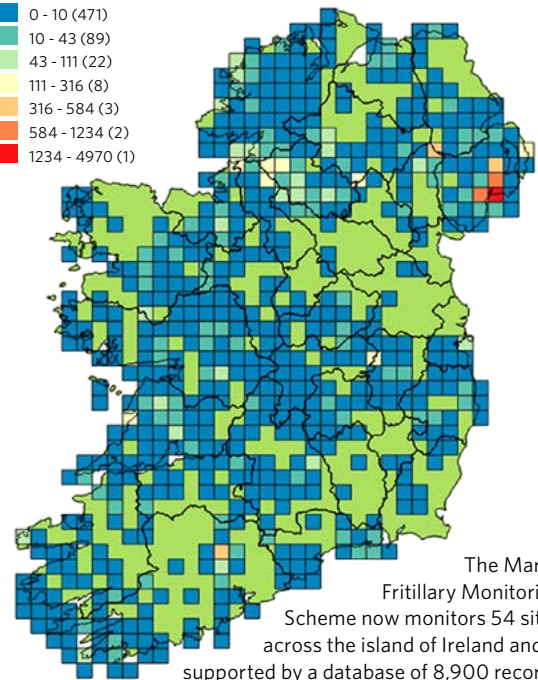 0 - 10 (471)
10 - 43 (89)
43 - 111 (22)
111 - 316 (8)
316 - 584 (3)
584 - 1234 (2)
1234 - 4970 (1)
The Mar
Fritillary Monitori
Scheme now monitors 54 sit
across the island of Ireland and
supported by a database of 8,900 recor